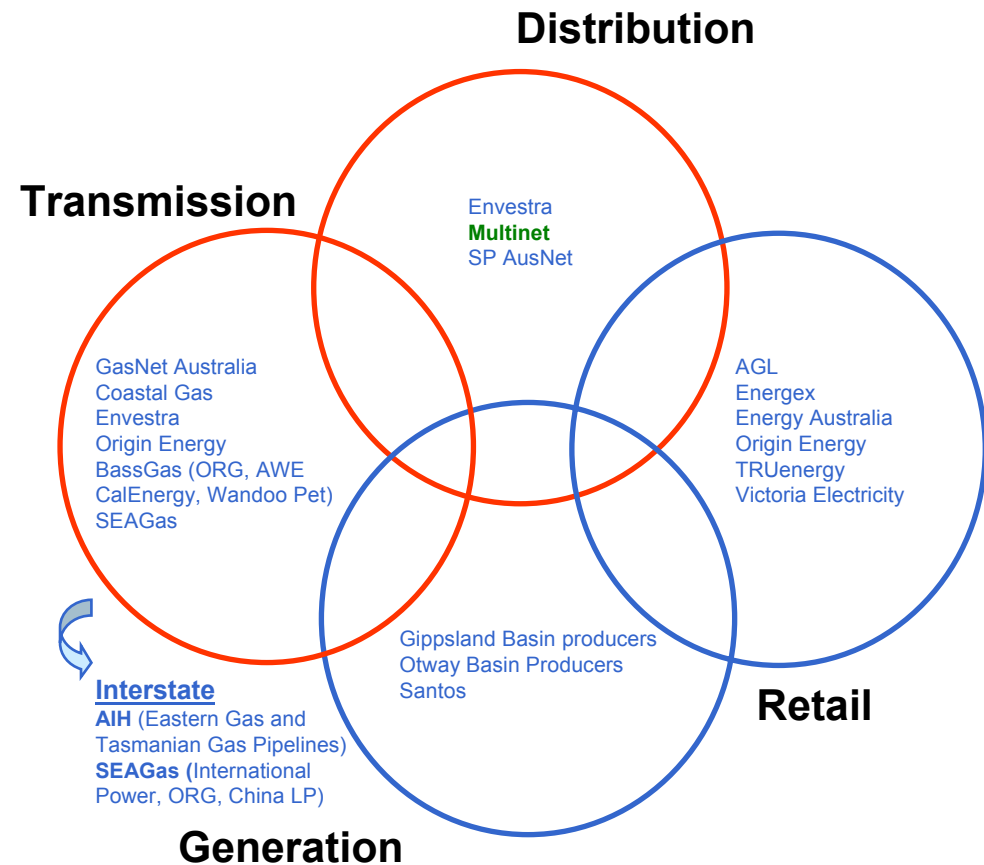 Distribution
Transmission
Envestra
Multinet
SP AusNet
GasNet Australia
Coastal Gas
Envestra
Origin Energy
BassGas (ORG, AWE
CalEnergy, Wandoo Pet)
SEAGas
AGL
Energex
Energy Australia
Origin Energy
TRUenergy
Victoria Electricity
Gippsland Basin producers
Otway Basin Producers
Santos
Interstate
AIH (Eastern Gas and
Tasmanian Gas Pipelines)
SEAGas (International
Power, ORG, China LP)
Retail
Generation